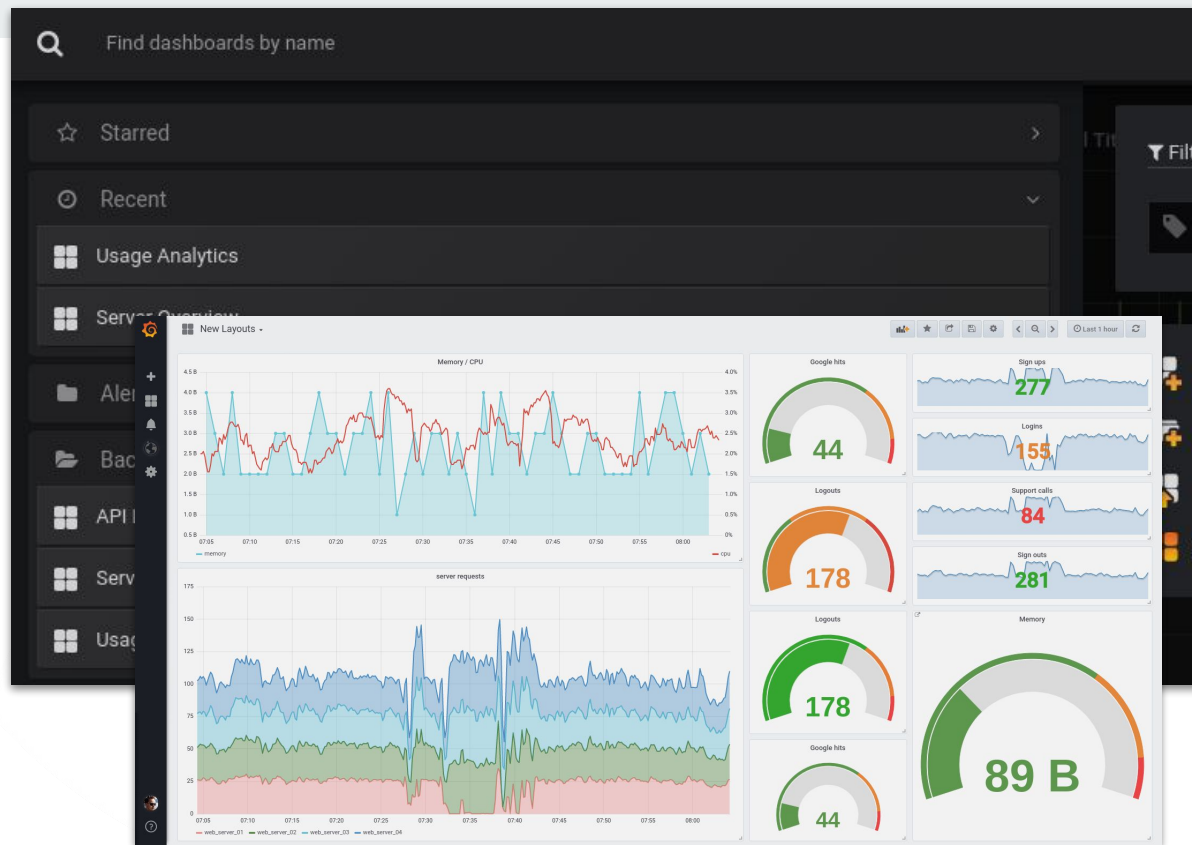 Find dashboards by name
Starred
Recent
Usage Analytics
Server Overview
New Layouts
Last 1 hour
Memory / CPU
4.5 B
4.0 B
3.5 B
3.0 B
2.5 B
2.0 B
1.5 B
1.0 B
0.5 B
4.0%
3.5%
3.0%
2.5%
2.0%
1.5%
1.0%
0.5%
0%
07:05 07:10 07:15 07:20 07:25 07:30 07:35 07:40 07:45 07:50 07:55 08:00
memory
cpu
server requests
175
150
125
100
75
50
25
0
07:05 07:10 07:15 07:20 07:25 07:30 07:35 07:40 07:45 07:50 07:55 08:00
web_server_01 web_server_02 web_server_03 web_server_04
Google hits
44
Logouts
178
Logouts
178
Google hits
44
Sign ups
277
Logins
155
Support calls
84
Sign outs
281
Memory
89 B
API